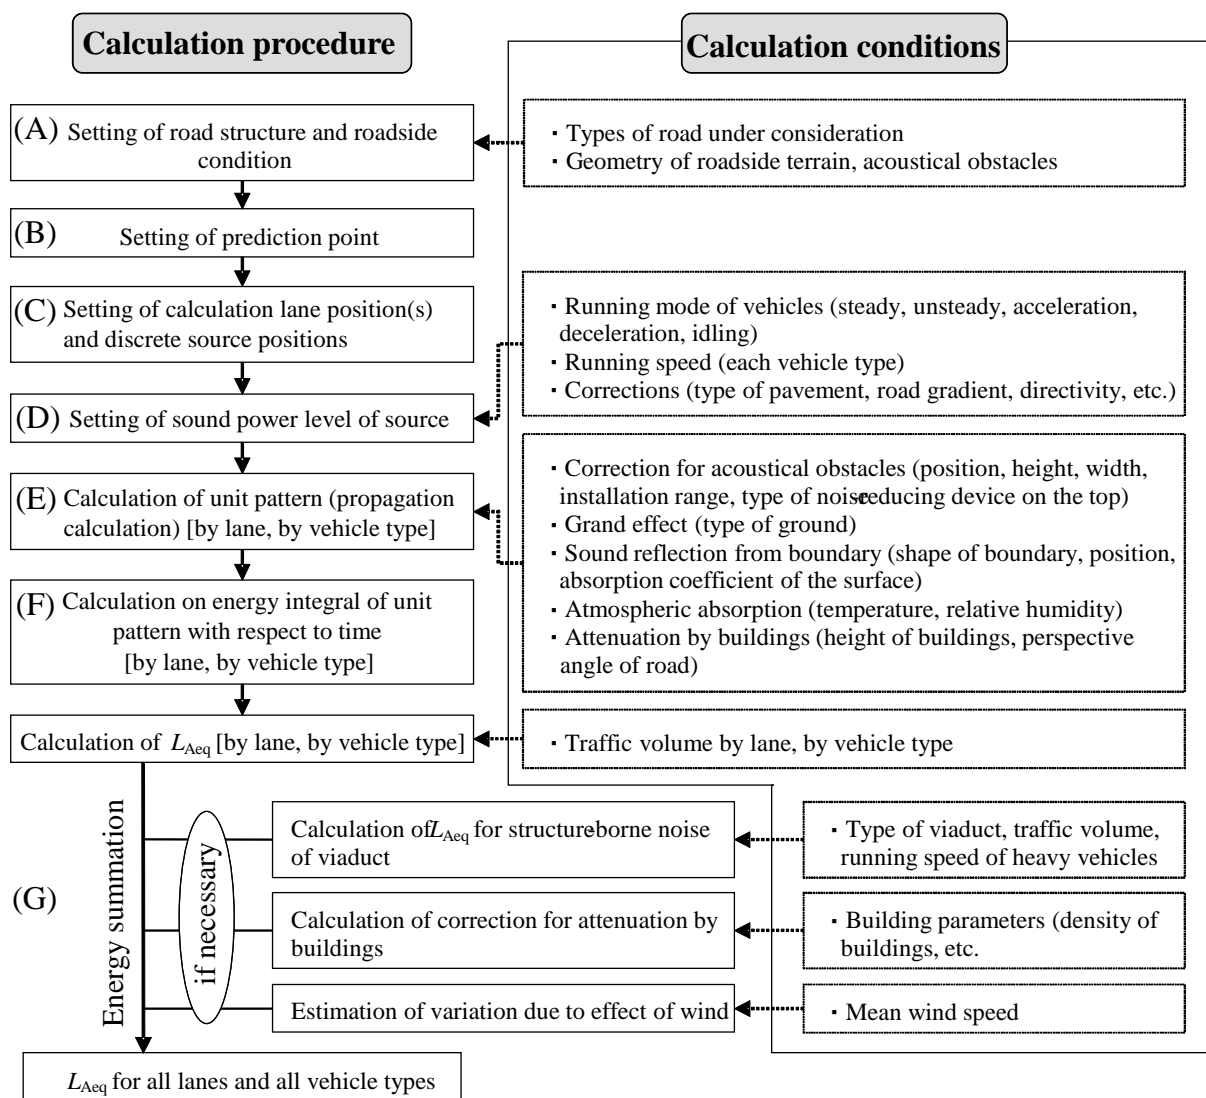 Calculation procedure
Calculation conditions
(A)
Setting of road structure and roadside
condition
・Types of road under consideration
・Geometry of roadside terrain, acoustical obstacles
(B)
Setting of prediction point
(C)
Setting of calculation lane position(s)
and discrete source positions
・Running mode of vehicles (steady, unsteady, acceleration,
deceleration, idling)
・Running speed (each vehicle type)
・Corrections (type of pavement, road gradient, directivity, etc.)
(D)
Setting of sound power level of source
(E)
Calculation of unit pattern (propagation
calculation) [by lane, by vehicle type]
・Correction for acoustical obstacles (position, height, width,
installation range, type of noise-reducing device on the top)
・Grand effect (type of ground)
・Sound reflection from boundary (shape of boundary, position,
absorption coefficient of the surface)
・Atmospheric absorption (temperature, relative humidity)
・Attenuation by buildings (height of buildings, perspective
angle of road)
(F)
Calculation on energy integral of unit
pattern with respect to time
[by lane, by vehicle type]
Calculation of LAeq [by lane, by vehicle type]
・Traffic volume by lane, by vehicle type
(G)
Energy summation
if necessary
Calculation of LAeq for structure-borne noise
of viaduct
・Type of viaduct, traffic volume,
running speed of heavy vehicles
Calculation of correction for attenuation by
buildings
・Building parameters (density of
buildings, etc.
Estimation of variation due to effect of wind
・Mean wind speed
LAeq for all lanes and all vehicle types